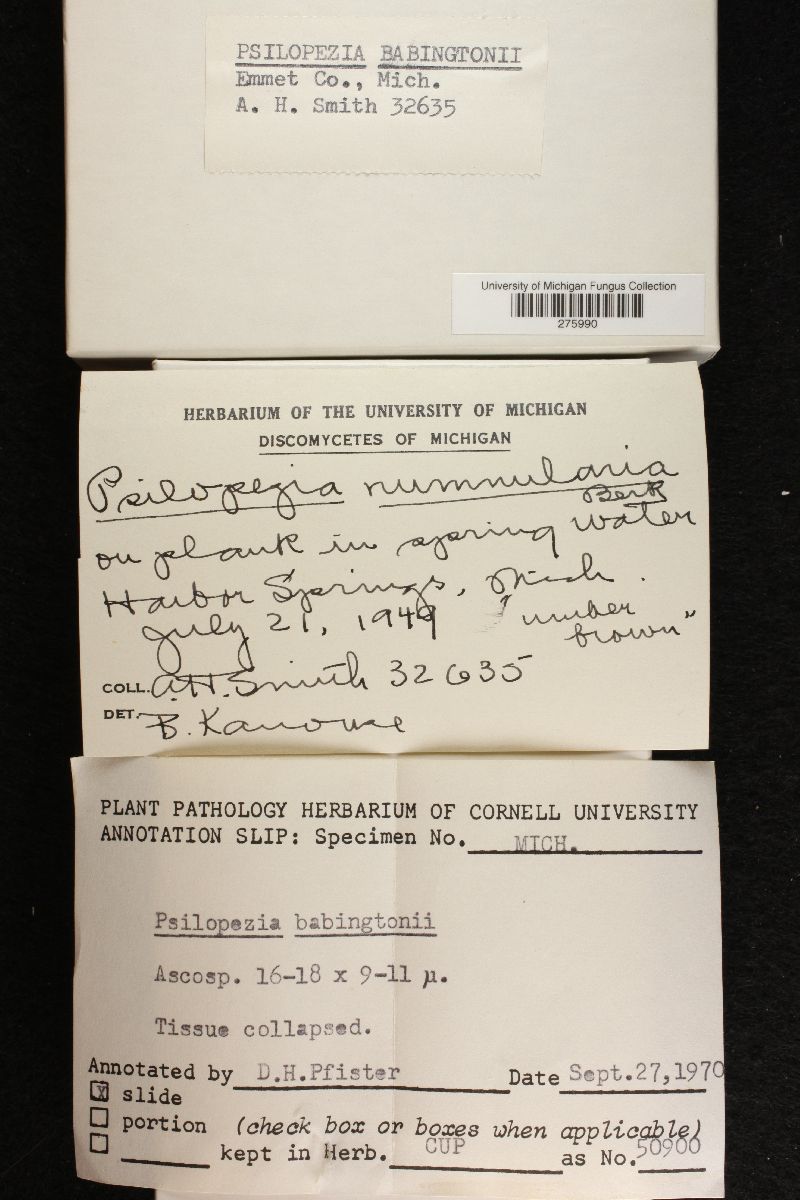 PSILOPEZIA BABINGTONII
Emmet Co., Mich.
A. H. Smith 32635
University of Michigan Fungus Collection
275990
HERBARIUM OF THE UNIVERSITY OF MICHIGAN
DISCOMYCETES OF MICHIGAN
Psilopezia nummularia
Berk
on plank in spring water
Harbor Springs, Mich.
July 21, 1949 "umber
brown"
COLL. A.H. Smith 32635
DET. B. Kanouse
PLANT PATHOLOGY HERBARIUM OF CORNELL UNIVERSITY
ANNOTATION SLIP: Specimen No. MICH.
Psilopezia babingtonii
Ascosp. 16-18 x 9-11 µ.
Tissue collapsed.
Annotated by D.H.Pfister Date Sept.27,1970
☒ slide
☐ portion (check box or boxes when applicable)
☐ ______ kept in Herb. CUP as No. 50900